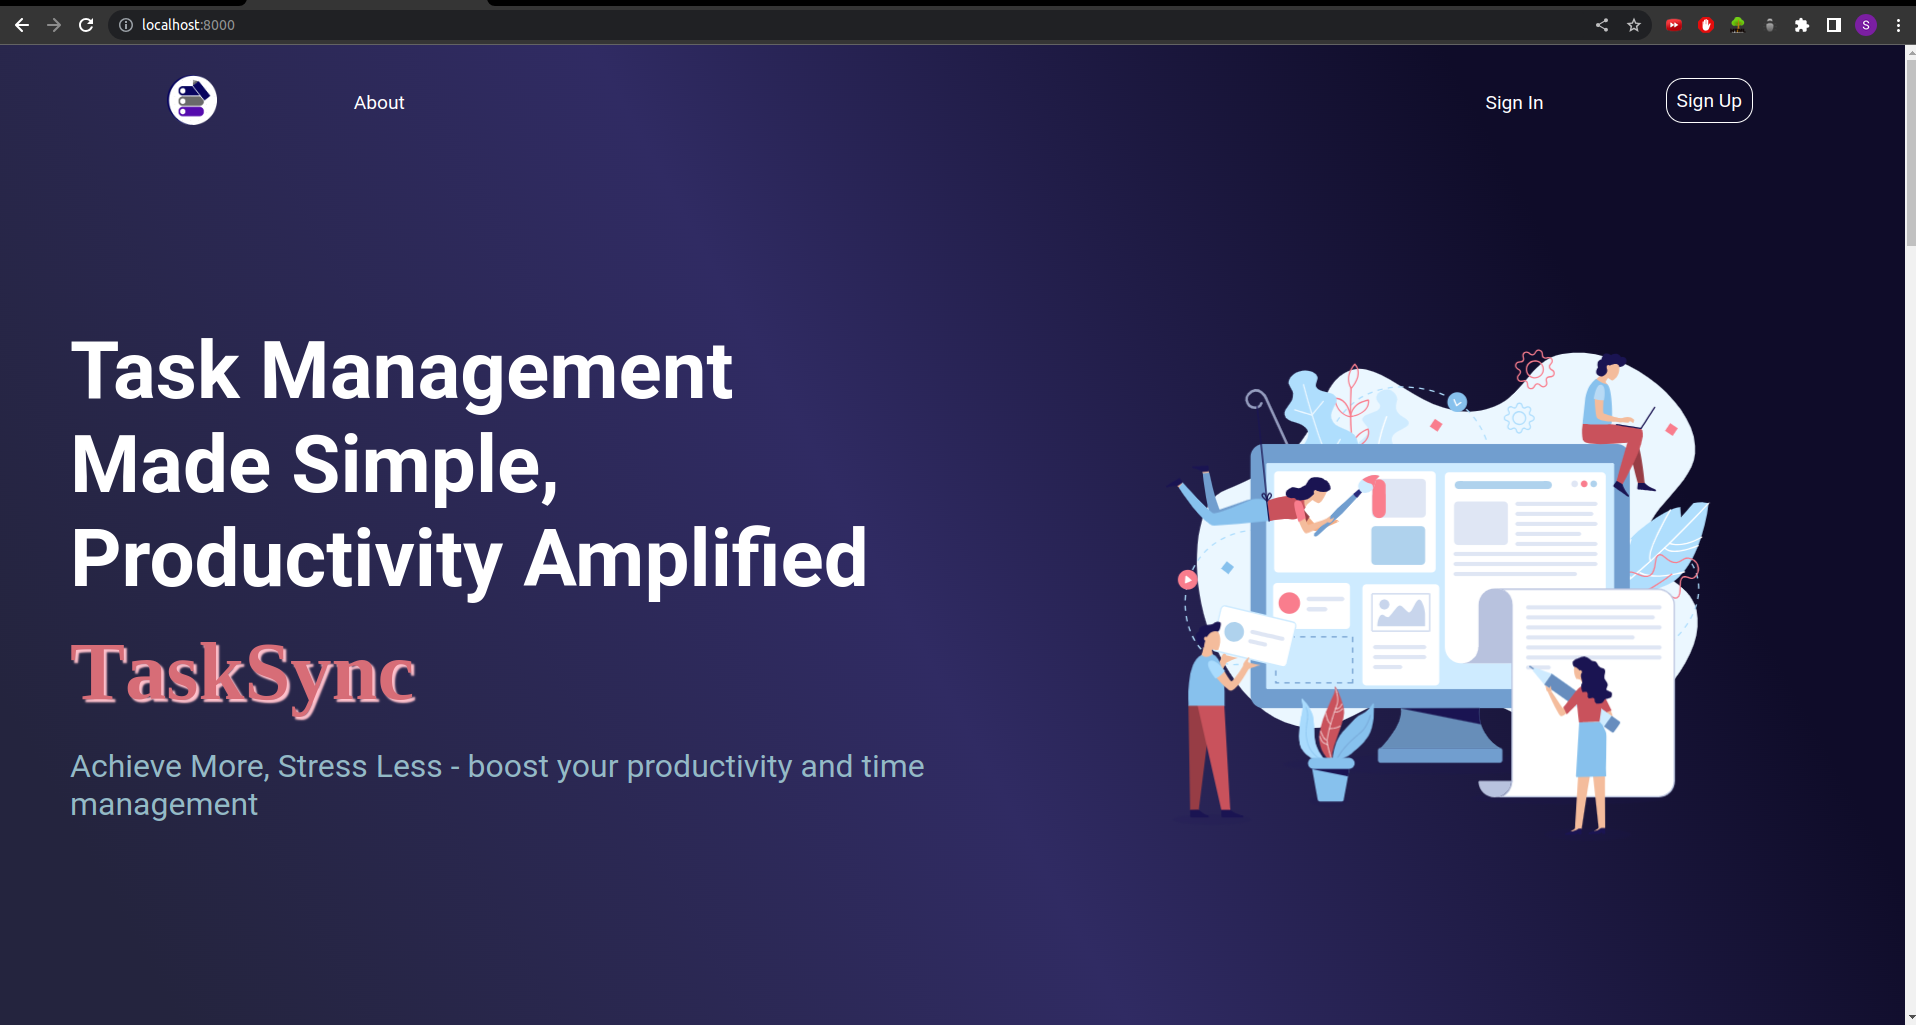 localhost:8000
S
About
Sign In
Sign Up
Task Management
Made Simple,
Productivity Amplified
TaskSync
Achieve More, Stress Less - boost your productivity and time
management